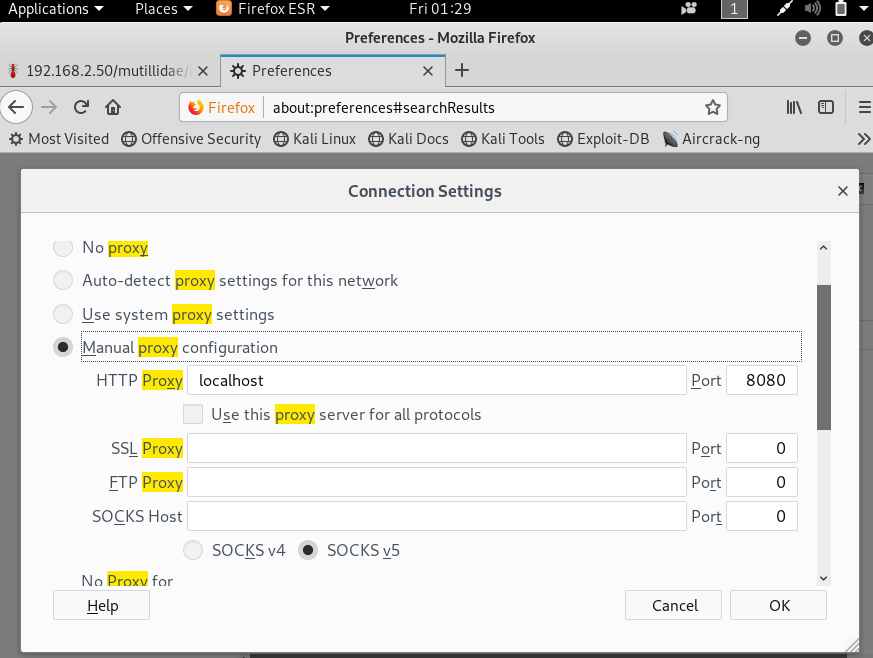 Applications Places Firefox ESR Fri 01:29 1
Preferences - Mozilla Firefox
192.168.2.50/mutillidae/ Preferences
Firefox about:preferences#searchResults
Most Visited Offensive Security Kali Linux Kali Docs Kali Tools Exploit-DB Aircrack-ng
Connection Settings
No proxy
Auto-detect proxy settings for this network
Use system proxy settings
Manual proxy configuration
HTTP Proxy localhost Port 8080
Use this proxy server for all protocols
SSL Proxy Port 0
FTP Proxy Port 0
SOCKS Host Port 0
SOCKS v4 SOCKS v5
No Proxy for
Help Cancel OK